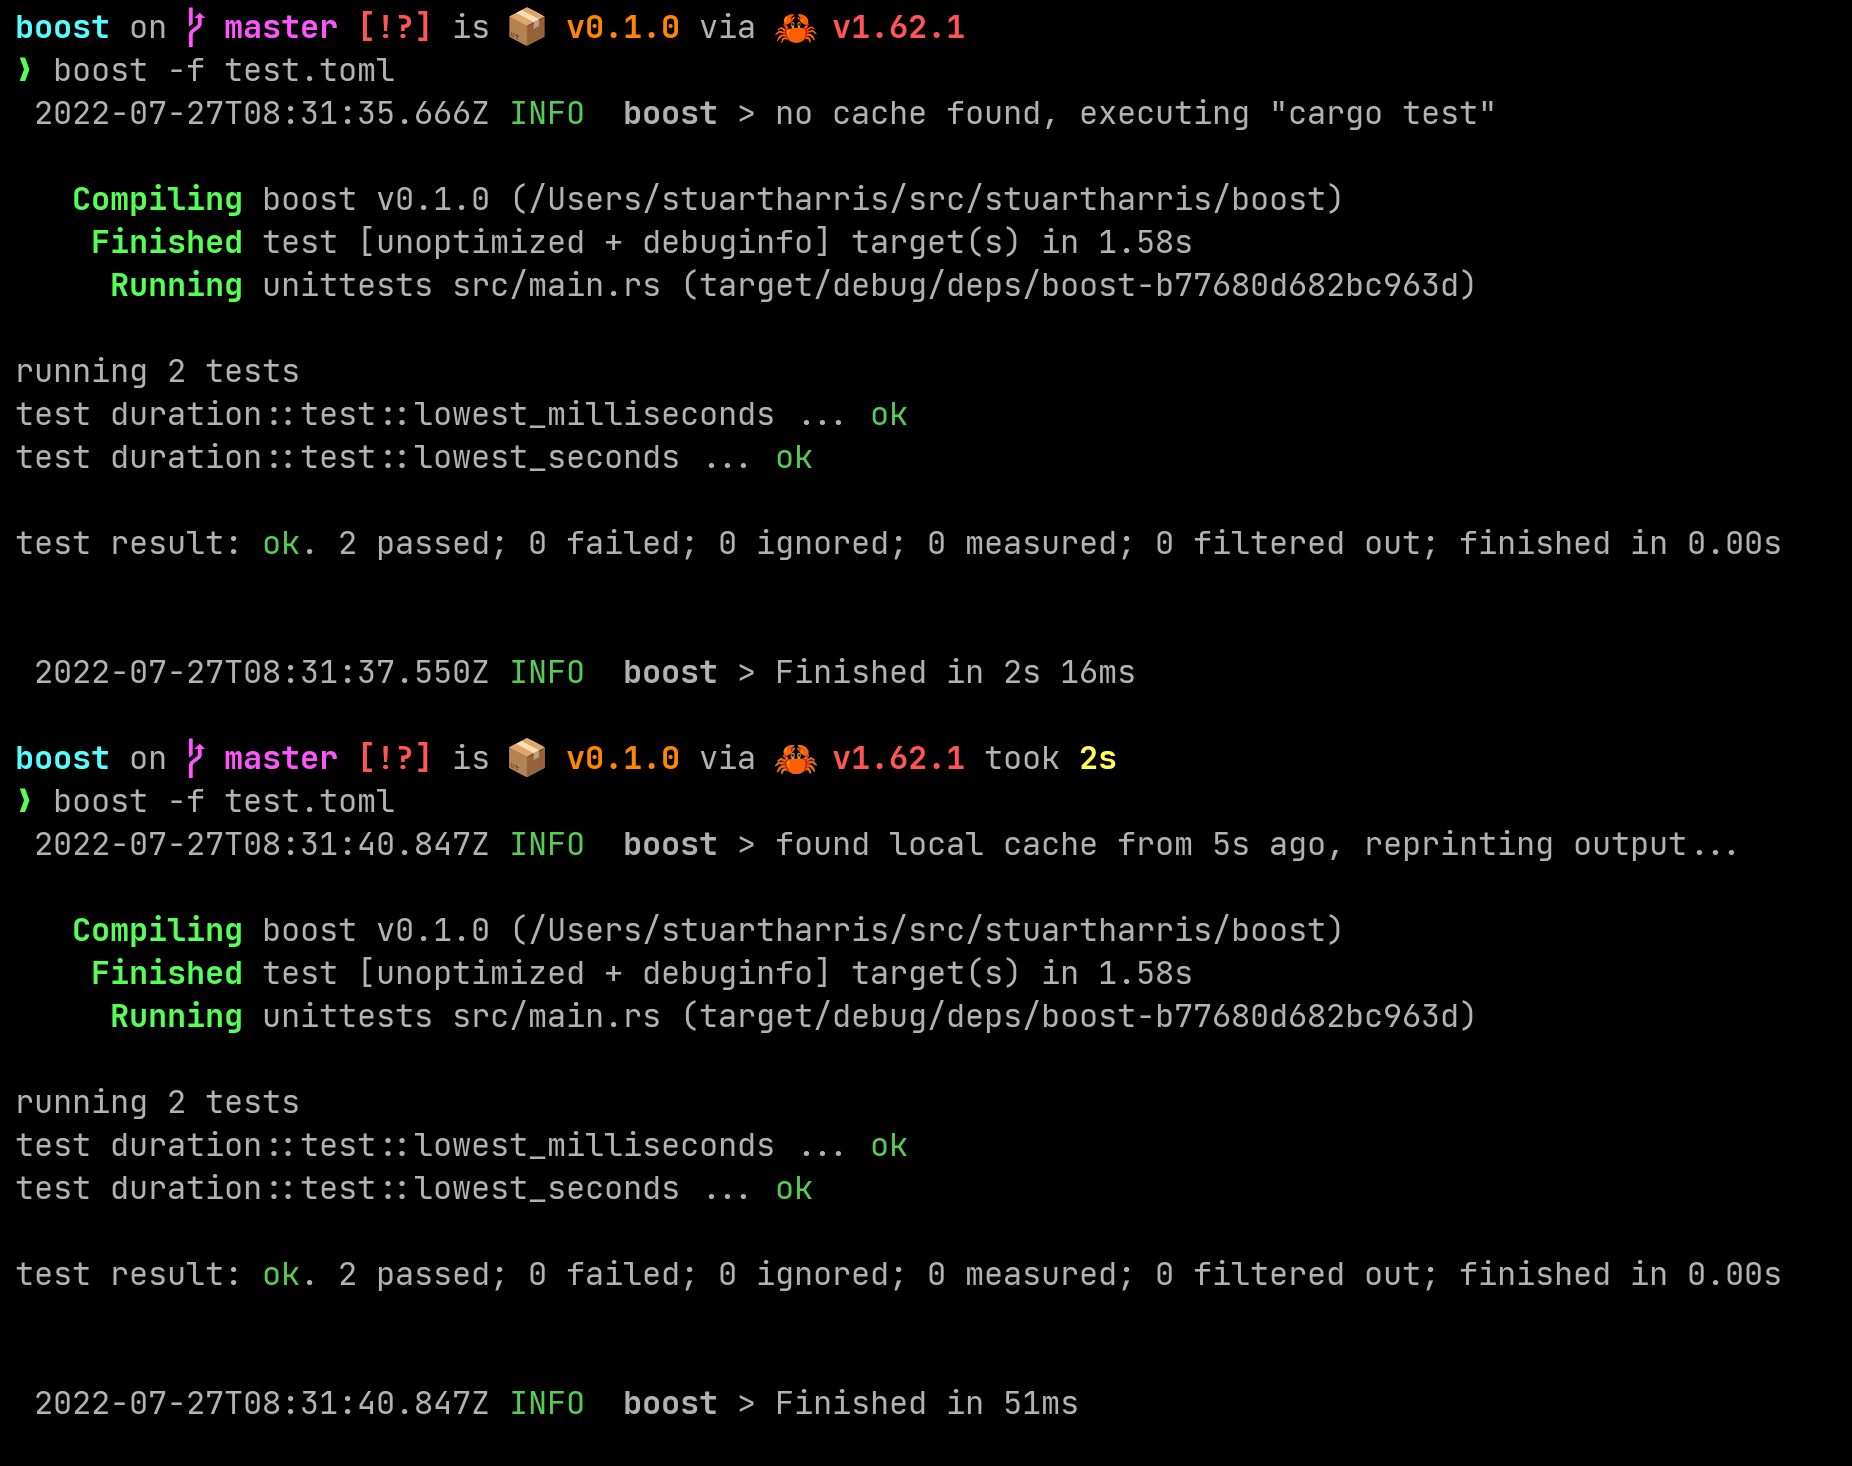 boost on master [!?] is 📦 v0.1.0 via 🦀 v1.62.1
❯ boost -f test.toml
2022-07-27T08:31:35.666Z INFO  boost > no cache found, executing "cargo test"
Compiling boost v0.1.0 (/Users/stuartharris/src/stuartharris/boost)
Finished test [unoptimized + debuginfo] target(s) in 1.58s
Running unittests src/main.rs (target/debug/deps/boost-b77680d682bc963d)
running 2 tests
test duration::test::lowest_milliseconds ... ok
test duration::test::lowest_seconds ... ok
test result: ok. 2 passed; 0 failed; 0 ignored; 0 measured; 0 filtered out; finished in 0.00s
2022-07-27T08:31:37.550Z INFO  boost > Finished in 2s 16ms
boost on master [!?] is 📦 v0.1.0 via 🦀 v1.62.1 took 2s
❯ boost -f test.toml
2022-07-27T08:31:40.847Z INFO  boost > found local cache from 5s ago, reprinting output...
Compiling boost v0.1.0 (/Users/stuartharris/src/stuartharris/boost)
Finished test [unoptimized + debuginfo] target(s) in 1.58s
Running unittests src/main.rs (target/debug/deps/boost-b77680d682bc963d)
running 2 tests
test duration::test::lowest_milliseconds ... ok
test duration::test::lowest_seconds ... ok
test result: ok. 2 passed; 0 failed; 0 ignored; 0 measured; 0 filtered out; finished in 0.00s
2022-07-27T08:31:40.847Z INFO  boost > Finished in 51ms